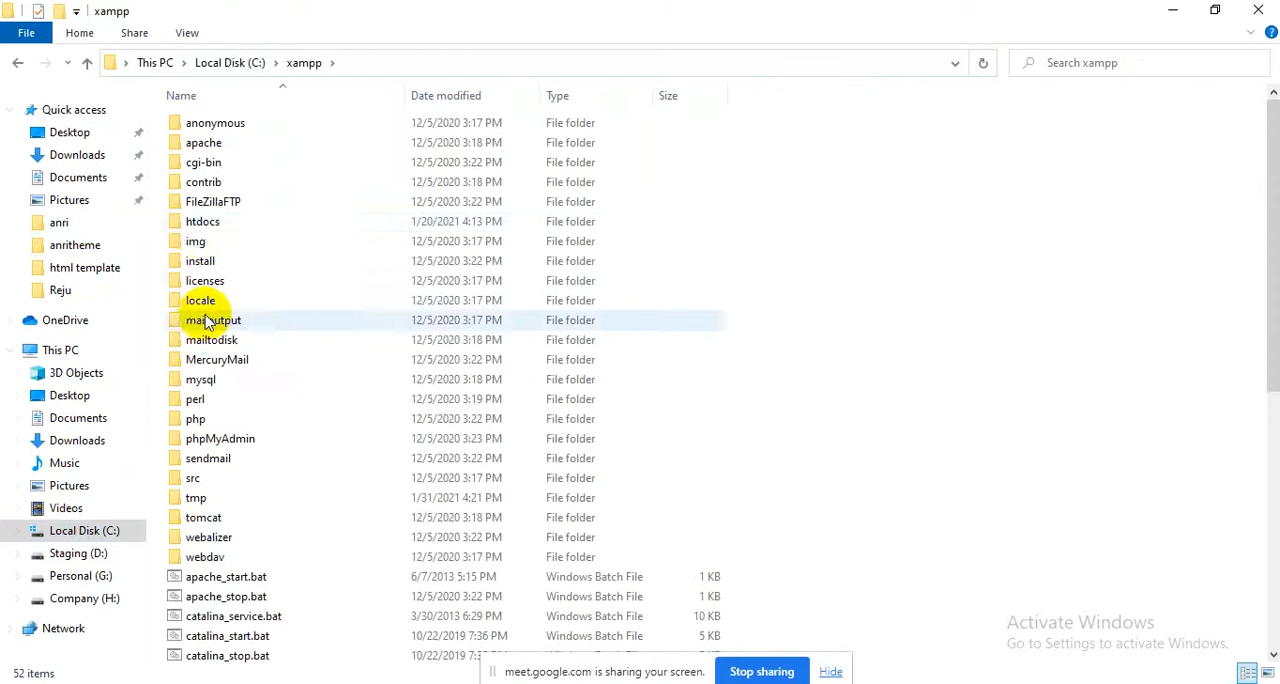 xampp
File Home Share View
This PC Local Disk (C:) xampp Search xampp
Name Date modified Type Size
Quick access
Desktop
Downloads
Documents
Pictures
anri
anritheme
html template
Reju
OneDrive
This PC
3D Objects
Desktop
Documents
Downloads
Music
Pictures
Videos
Local Disk (C:)
Staging (D:)
Personal (G:)
Company (H:)
Network
anonymous 12/5/2020 3:17 PM File folder
apache 12/5/2020 3:18 PM File folder
cgi-bin 12/5/2020 3:22 PM File folder
contrib 12/5/2020 3:18 PM File folder
FileZillaFTP 12/5/2020 3:22 PM File folder
htdocs 1/20/2021 4:13 PM File folder
img 12/5/2020 3:17 PM File folder
install 12/5/2020 3:22 PM File folder
licenses 12/5/2020 3:17 PM File folder
locale 12/5/2020 3:17 PM File folder
mailoutput 12/5/2020 3:17 PM File folder
mailtodisk 12/5/2020 3:18 PM File folder
MercuryMail 12/5/2020 3:22 PM File folder
mysql 12/5/2020 3:18 PM File folder
perl 12/5/2020 3:19 PM File folder
php 12/5/2020 3:22 PM File folder
phpMyAdmin 12/5/2020 3:23 PM File folder
sendmail 12/5/2020 3:22 PM File folder
src 12/5/2020 3:17 PM File folder
tmp 1/31/2021 4:21 PM File folder
tomcat 12/5/2020 3:18 PM File folder
webalizer 12/5/2020 3:22 PM File folder
webdav 12/5/2020 3:17 PM File folder
apache_start.bat 6/7/2013 5:15 PM Windows Batch File 1 KB
apache_stop.bat 12/5/2020 3:22 PM Windows Batch File 1 KB
catalina_service.bat 3/30/2013 6:29 PM Windows Batch File 10 KB
catalina_start.bat 10/22/2019 7:36 PM Windows Batch File 5 KB
catalina_stop.bat 10/22/2019
Activate Windows
Go to Settings to activate Windows.
52 items
meet.google.com is sharing your screen. Stop sharing Hide